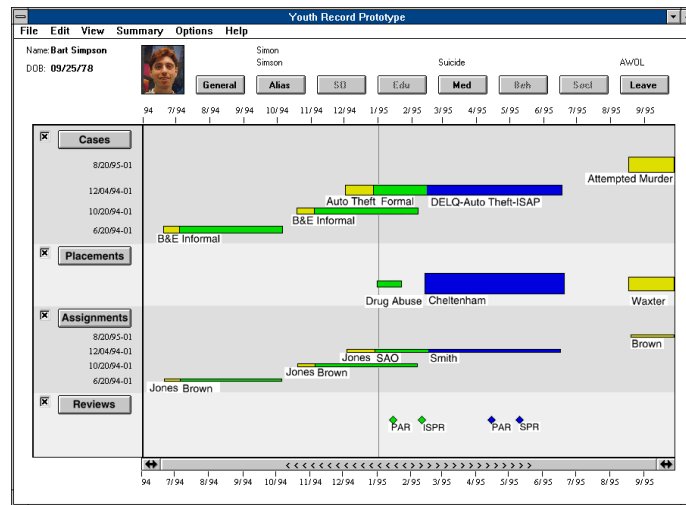 Youth Record Prototype
File Edit View Summary Options Help
Name: Bart Simpson
DOB: 09/25/78
Simon
Simson
Suicide
AWOL
General Alias SD Edu Med Beh Socl Leave
94 7/94 8/94 9/94 10/94 11/94 12/94 1/95 2/95 3/95 4/95 5/95 6/95 7/95 8/95 9/95
Cases
8/20/95-01
Attempted Murder
12/04/94-01
Auto Theft Formal DELQ-Auto Theft-ISAP
10/20/94-01
B&E Informal
6/20/94-01
B&E Informal
Placements
Drug Abuse Cheltenham Waxter
Assignments
8/20/95-01
Brown
12/04/94-01
Jones SAO Smith
10/20/94-01
Jones Brown
6/20/94-01
Jones Brown
Reviews
PAR ISPR PAR SPR
< < < < < < < < < < < < < < < < > > > > > > > > > > > > > > > >
94 7/94 8/94 9/94 10/94 11/94 12/94 1/95 2/95 3/95 4/95 5/95 6/95 7/95 8/95 9/95